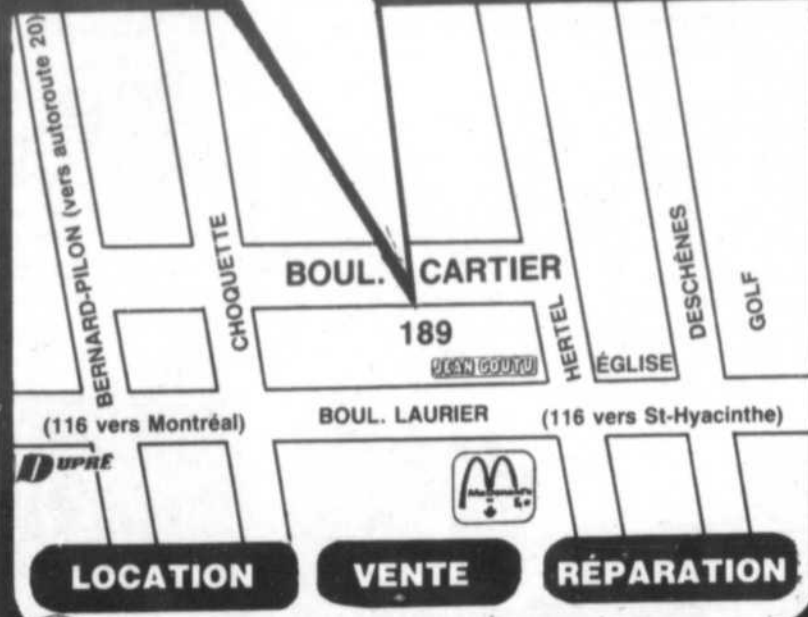 BERNARD-PILON (vers autoroute 20)
CHOQUETTE
BOUL. CARTIER
189
JEAN COUTU
HERTEL
ÉGLISE
DESCHÊNES
GOLF
(116 vers Montréal)
BOUL. LAURIER
(116 vers St-Hyacinthe)
DUPRÉ
McDonald's
LOCATION
VENTE
RÉPARATION